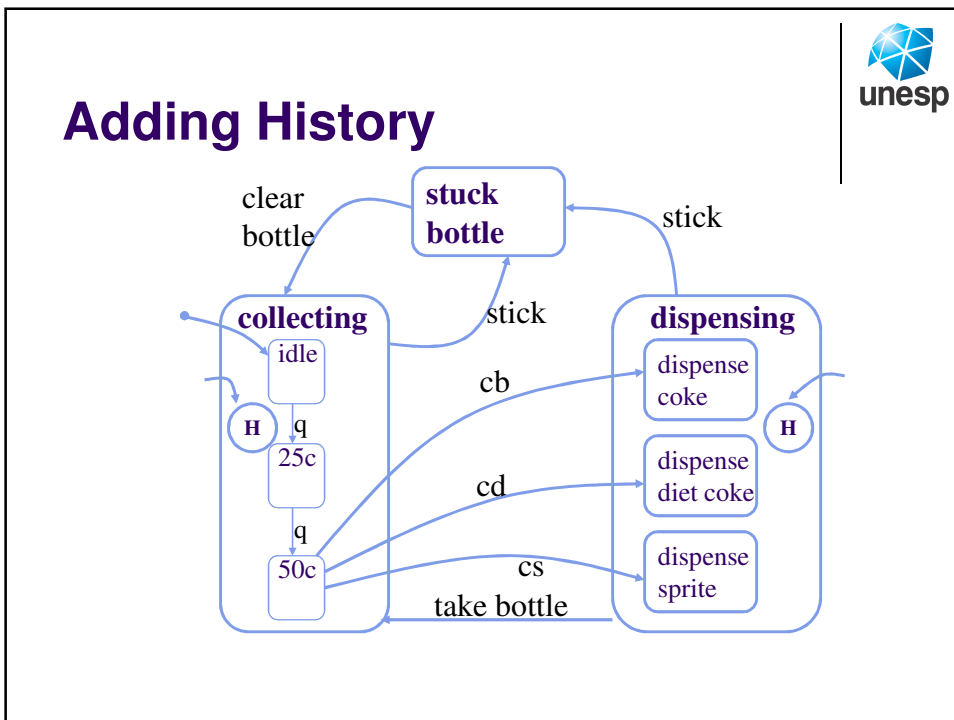 unesp
Adding History
clear
bottle
stuck
bottle
stick
stick
collecting
idle
H
q
25c
q
50c
cb
cd
cs
take bottle
dispensing
dispense
coke
H
dispense
diet coke
dispense
sprite